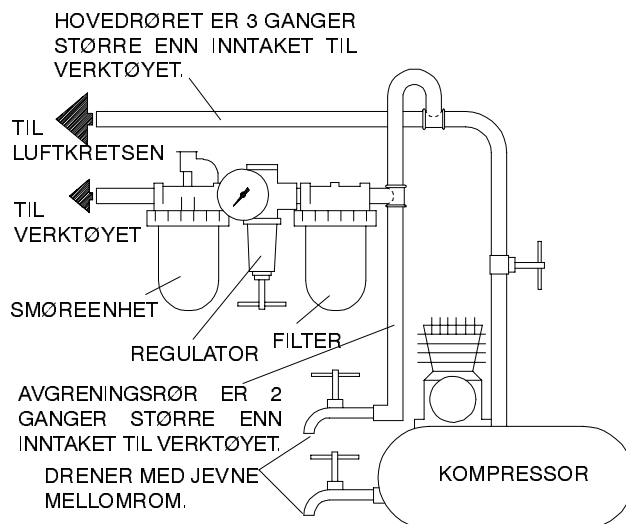 HOVEDRØRET ER 3 GANGER
STØRRE ENN INNTAKET TIL
VERKTØYET.
TIL
LUFTKRETSEN
TIL
VERKTØYET
SMØREENHET
REGULATOR
FILTER
AVGRENINGSRØR ER 2
GANGER STØRRE ENN
INNTAKET TIL VERKTØYET.
DRENER MED JEVNE
MELLOMROM.
KOMPRESSOR